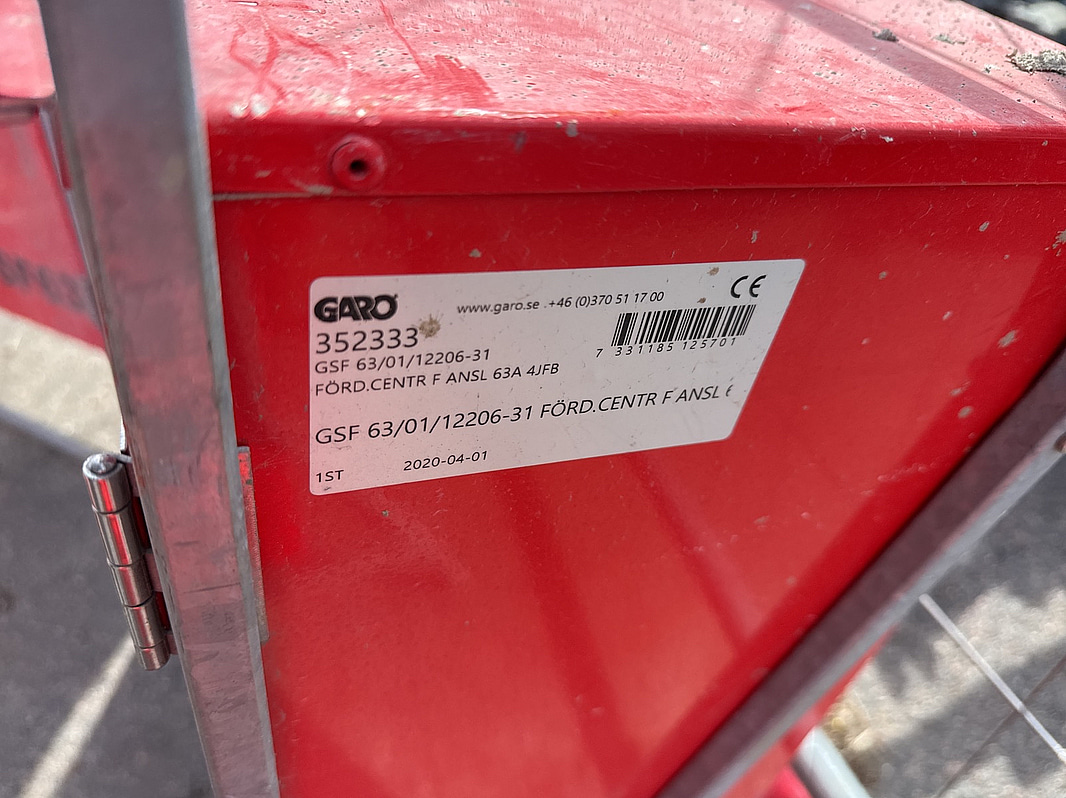 GARO
www.garo.se .+46 (0)370 51 17 00
CE
352333
7 331185 125701
GSF 63/01/12206-31
FÖRD.CENTR F ANSL 63A 4JFB
GSF 63/01/12206-31 FÖRD.CENTR F ANSL
1ST 2020-04-01